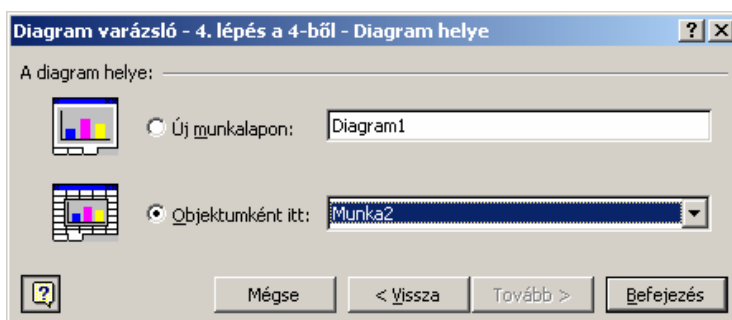 Diagram varázsló - 4. lépés a 4-ből - Diagram helye
A diagram helye:
Új munkalapon: Diagram1
Objektumként itt: Munka2
Mégse < Vissza Tovább > Befejezés